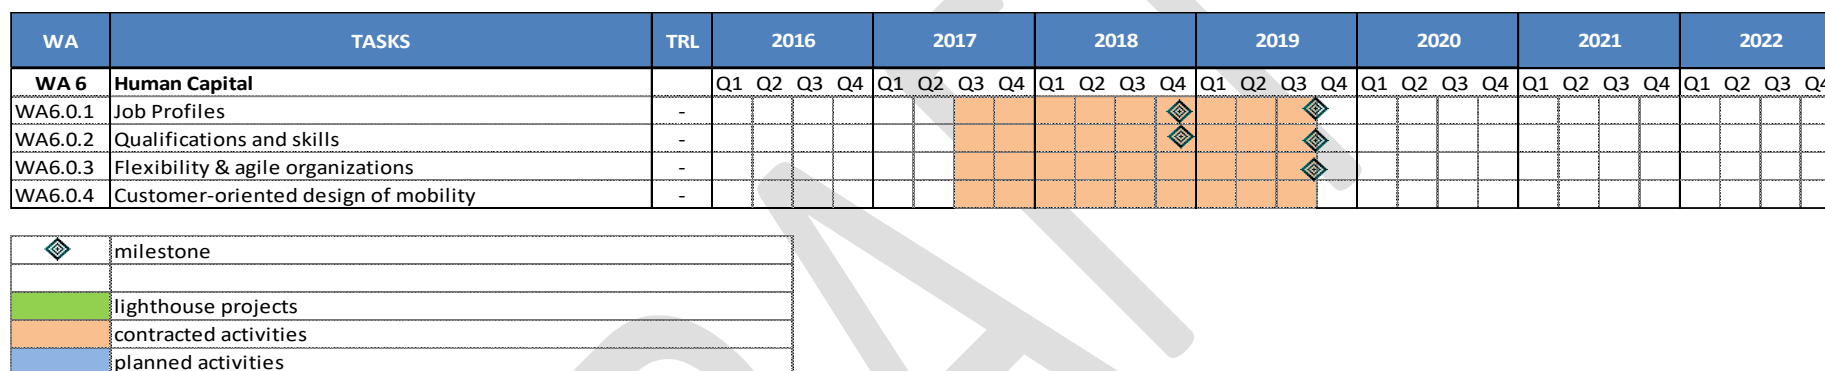 WA TASKS TRL 2016 2017 2018 2019 2020 2021 2022
WA 6 Human Capital Q1 Q2 Q3 Q4 Q1 Q2 Q3 Q4 Q1 Q2 Q3 Q4 Q1 Q2 Q3 Q4 Q1 Q2 Q3 Q4 Q1 Q2 Q3 Q4 Q1 Q2 Q3 Q4
WA6.0.1 Job Profiles -
WA6.0.2 Qualifications and skills -
WA6.0.3 Flexibility & agile organizations -
WA6.0.4 Customer-oriented design of mobility -
milestone
lighthouse projects
contracted activities
planned activities